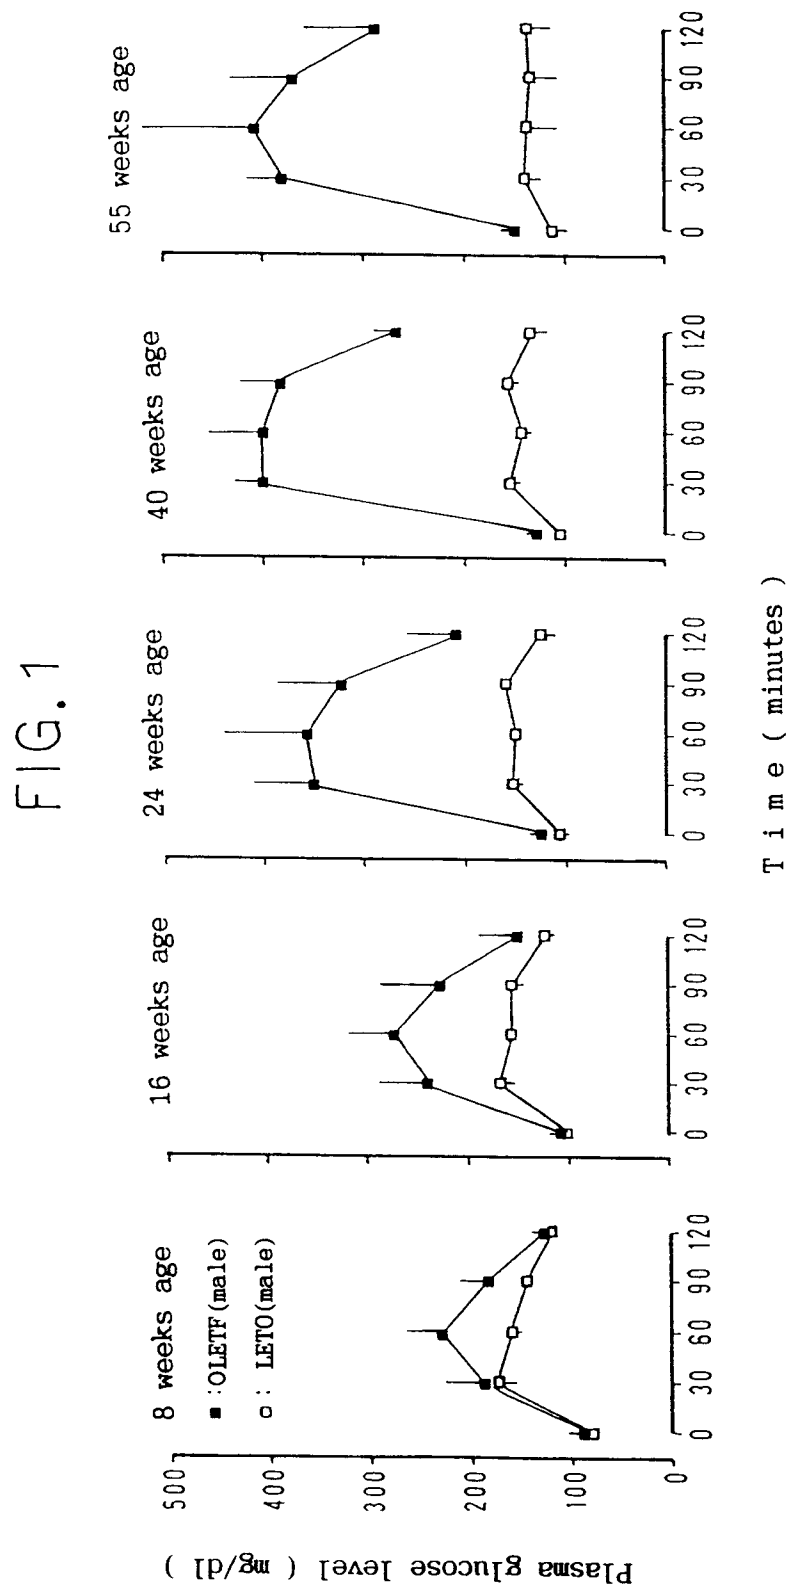 FIG.1
Plasma glucose level ( mg/dl )
500
400
300
200
100
0
8 weeks age
■ :OLETF(male)
□ : LETO(male)
0 30 60 90 120
16 weeks age
0 30 60 90 120
24 weeks age
0 30 60 90 120
40 weeks age
0 30 60 90 120
55 weeks age
0 30 60 90 120
T i m e ( minutes )